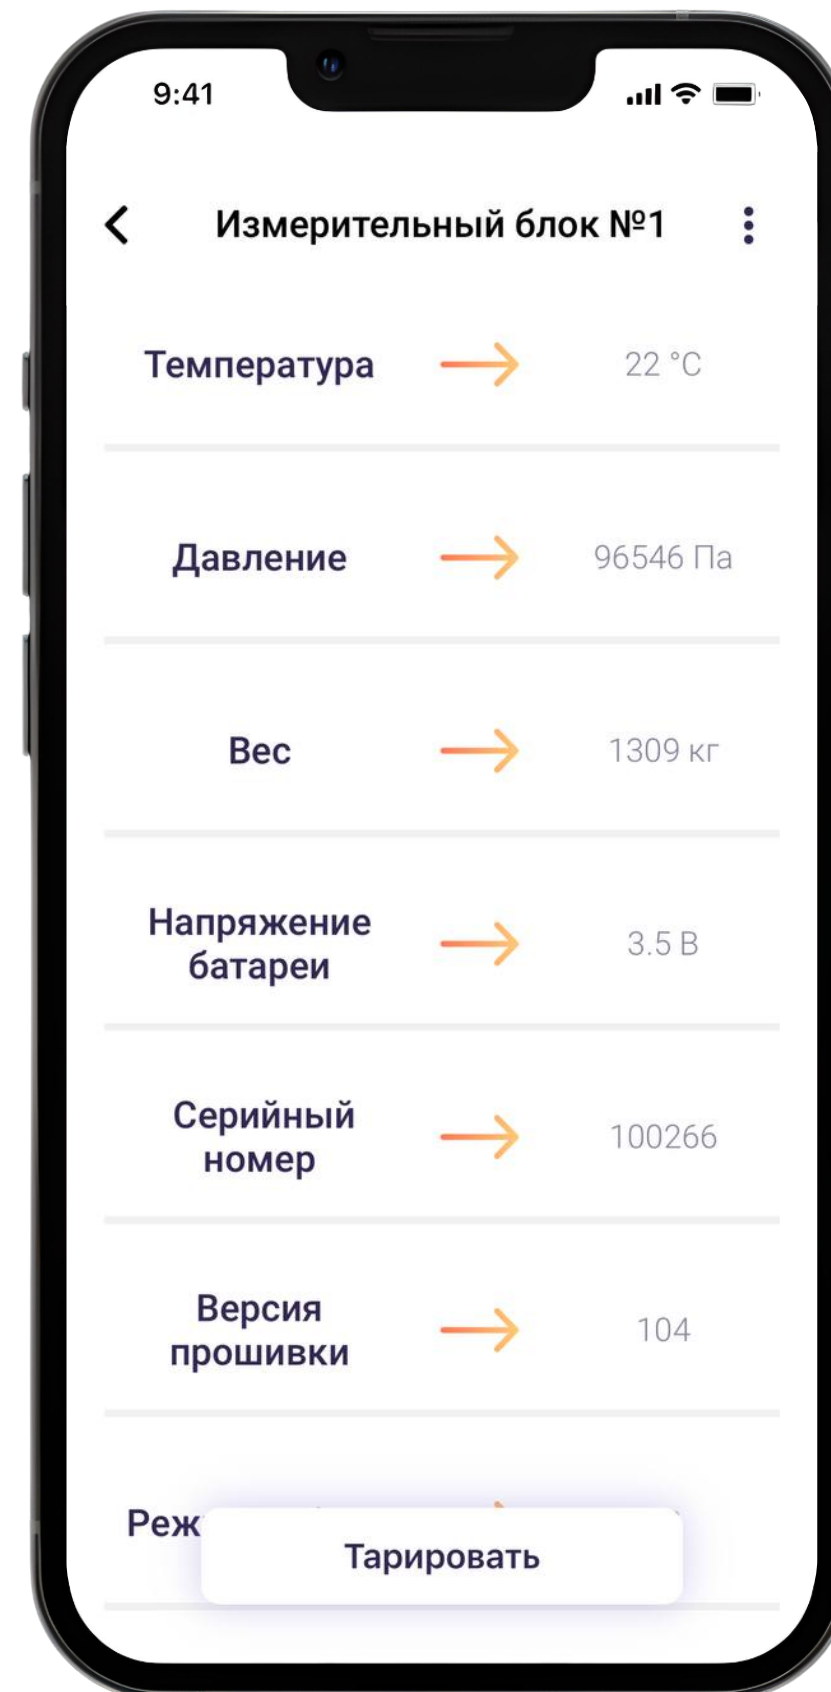 9:41
Измерительный блок №1
Температура 22 °C
Давление 96546 Па
Вес 1309 кг
Напряжение
батареи 3.5 В
Серийный
номер 100266
Версия
прошивки 104
Тарировать